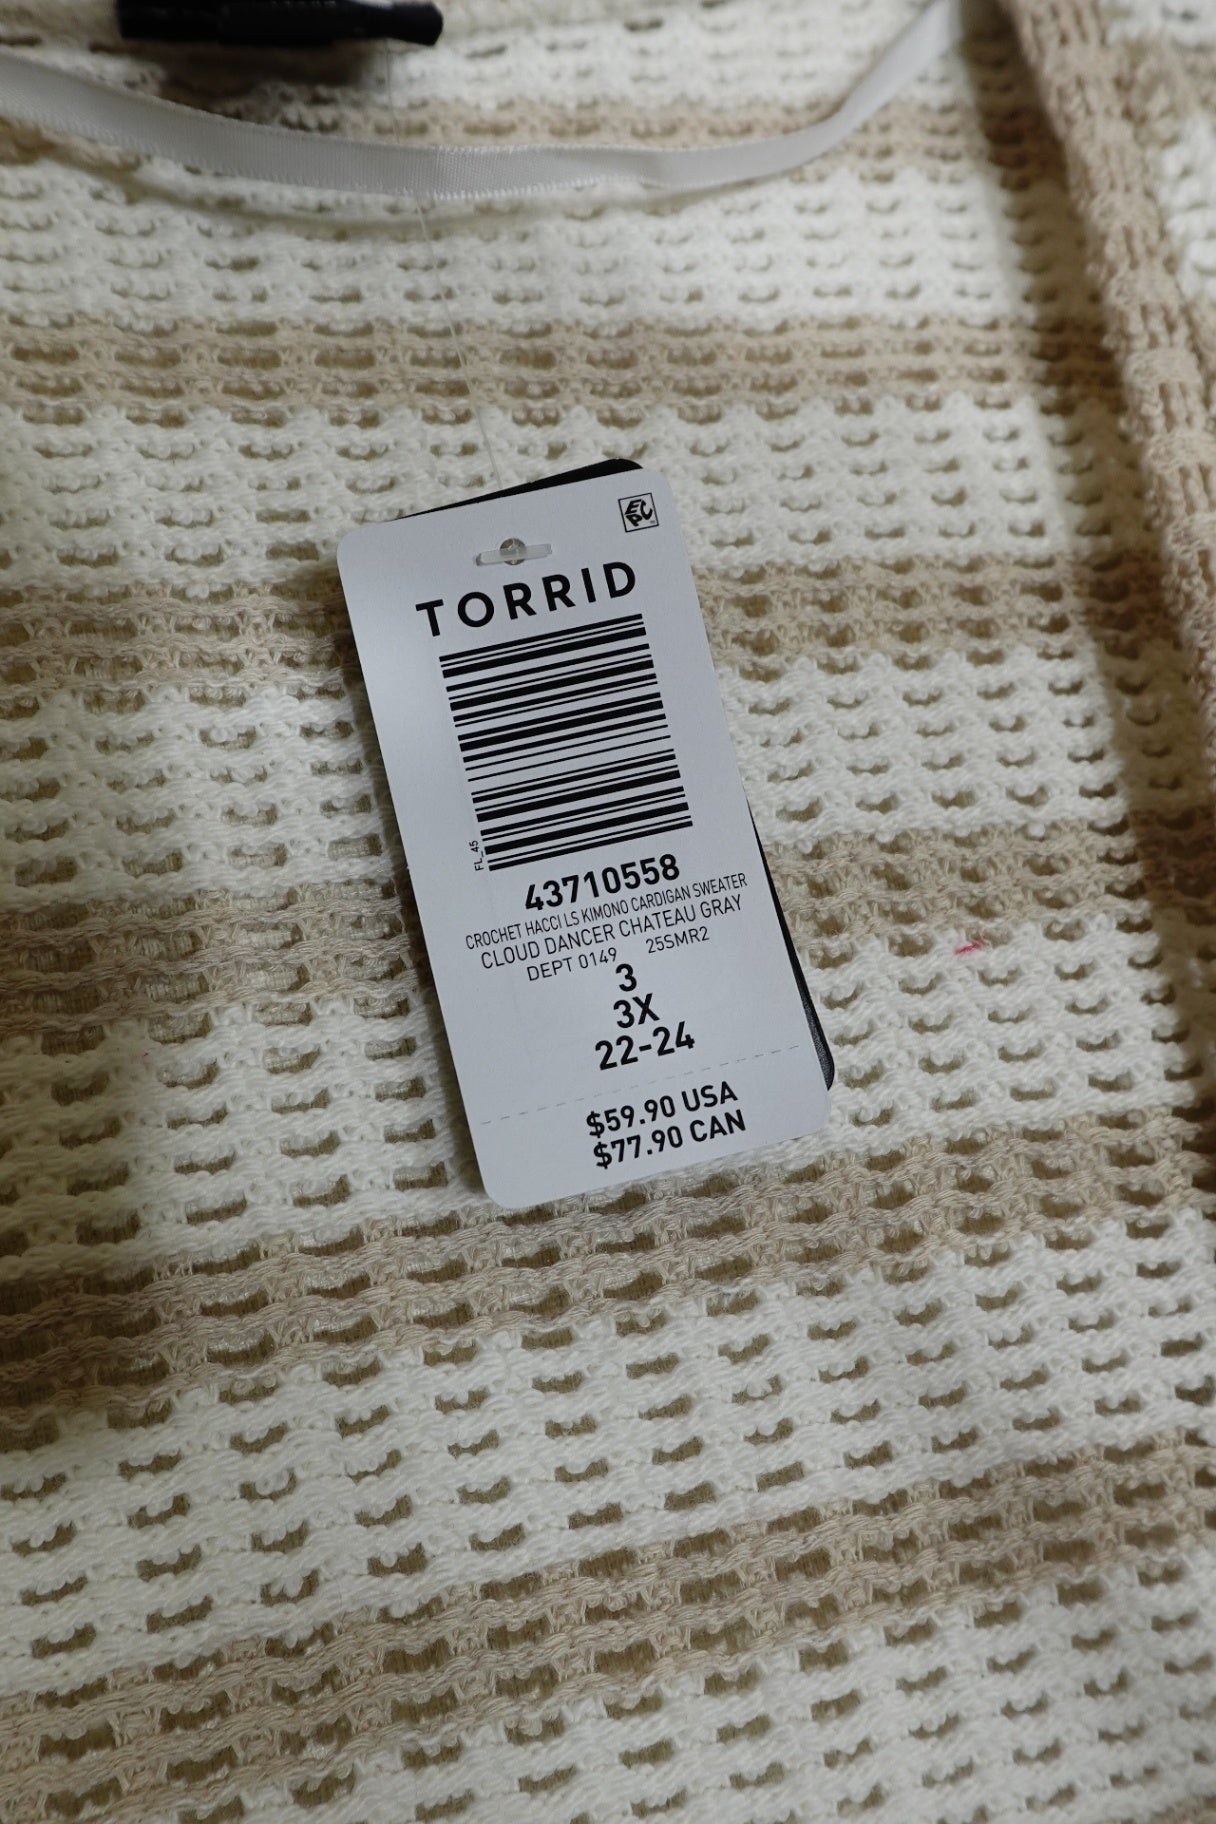 EPC
TORRID
FL_45
43710558
CROCHET HACCI LS KIMONO CARDIGAN SWEATER
CLOUD DANCER CHATEAU GRAY
DEPT 0149 25SMR2
3
3X
22-24
$59.90 USA
$77.90 CAN